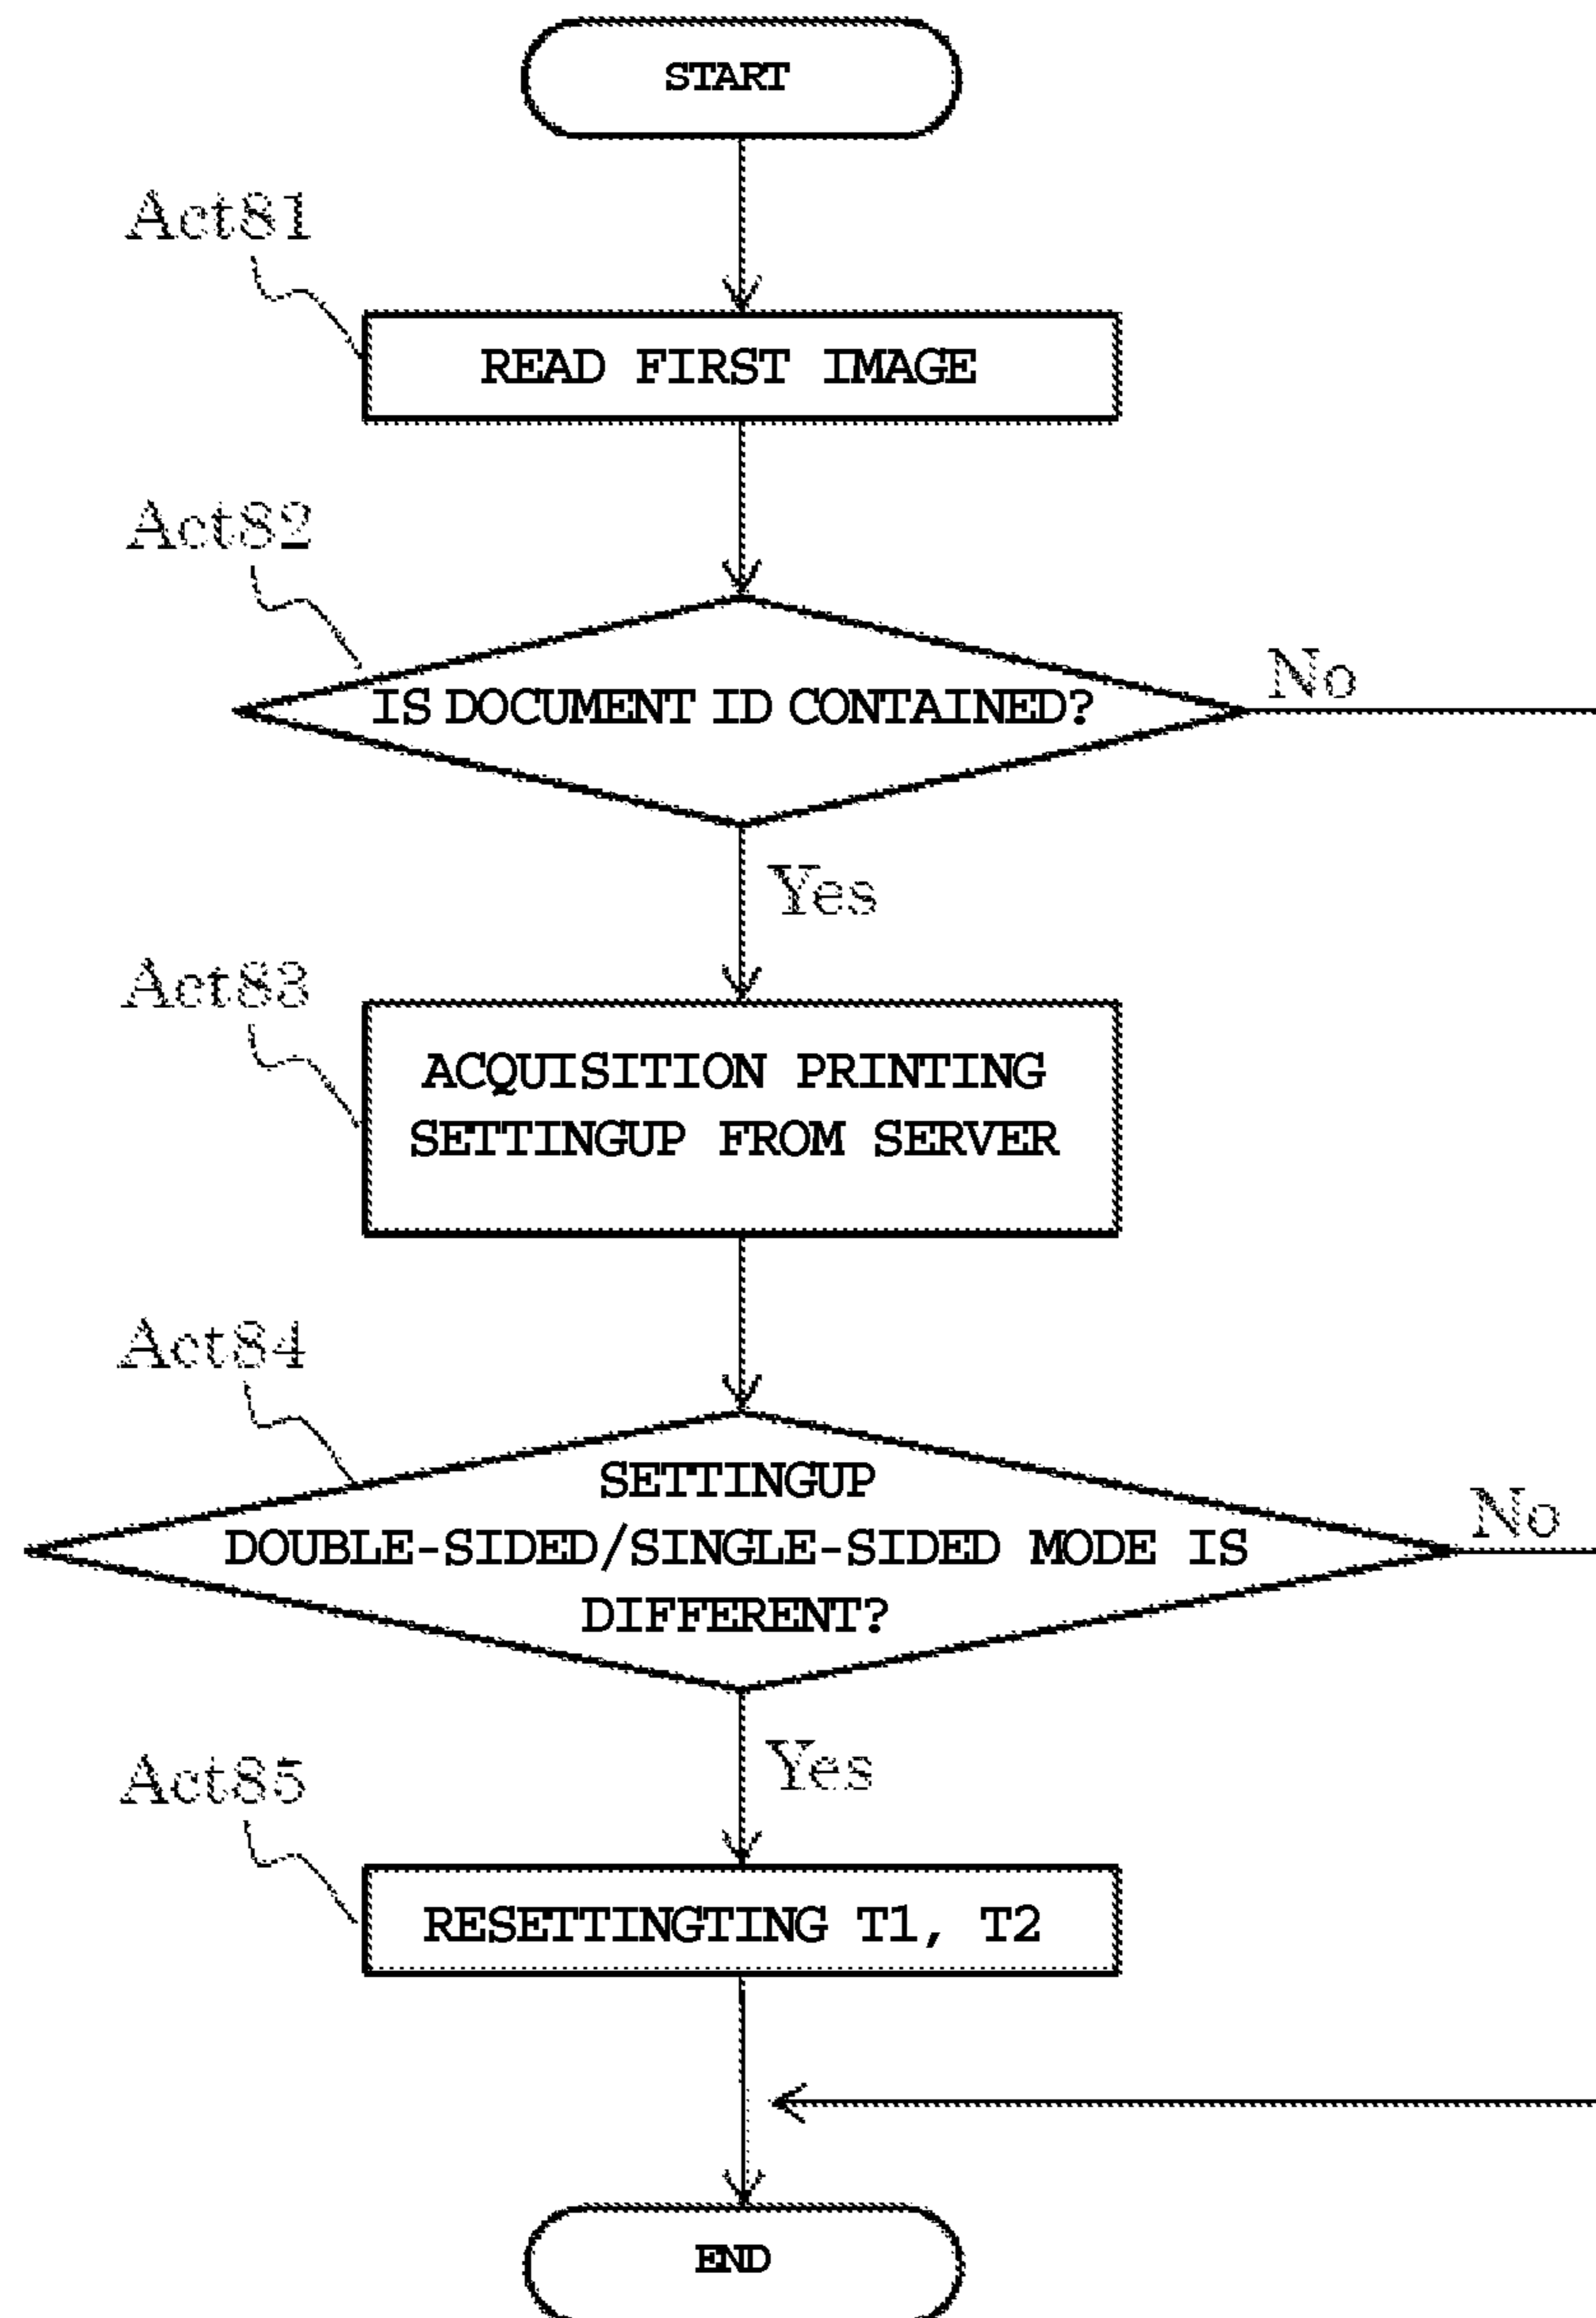 START
Act81
READ FIRST IMAGE
Act82
IS DOCUMENT ID CONTAINED?
No
Yes
Act83
ACQUISITION PRINTING
SETTINGUP FROM SERVER
Act84
SETTINGUP
DOUBLE-SIDED/SINGLE-SIDED MODE IS
DIFFERENT?
No
Yes
Act85
RESETTINGTING T1, T2
END